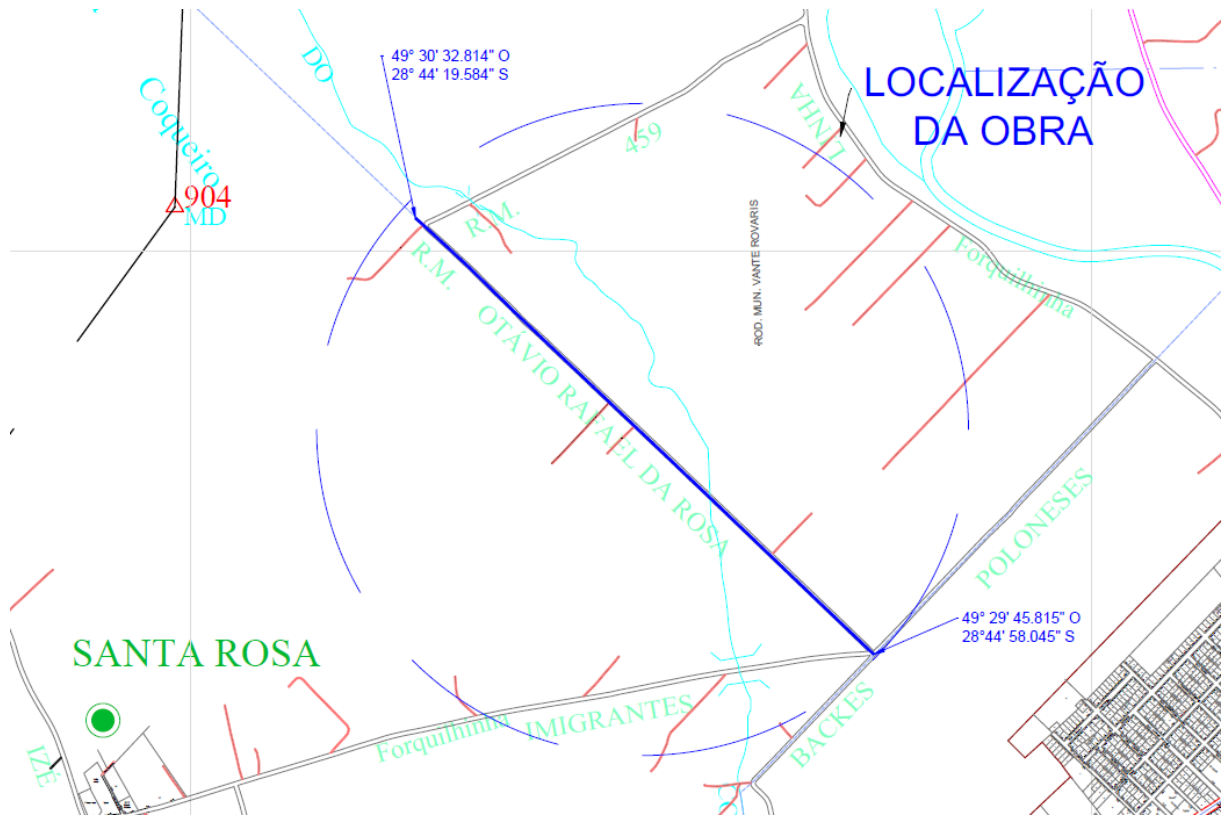 DO
49° 30' 32.814" O
28° 44' 19.584" S
LOCALIZAÇÃO
DA OBRA
Coqueiro
904
MD
459
LINHA
R.M.
R.M.
ROD. MUN. VANTE ROVARIS
Forquilhinha
OTÁVIO RAFAEL DA ROSA
POLONESES
49° 29' 45.815" O
28°44' 58.045" S
SANTA ROSA
IMIGRANTES
Forquilhinha
BACKES
IZÉ